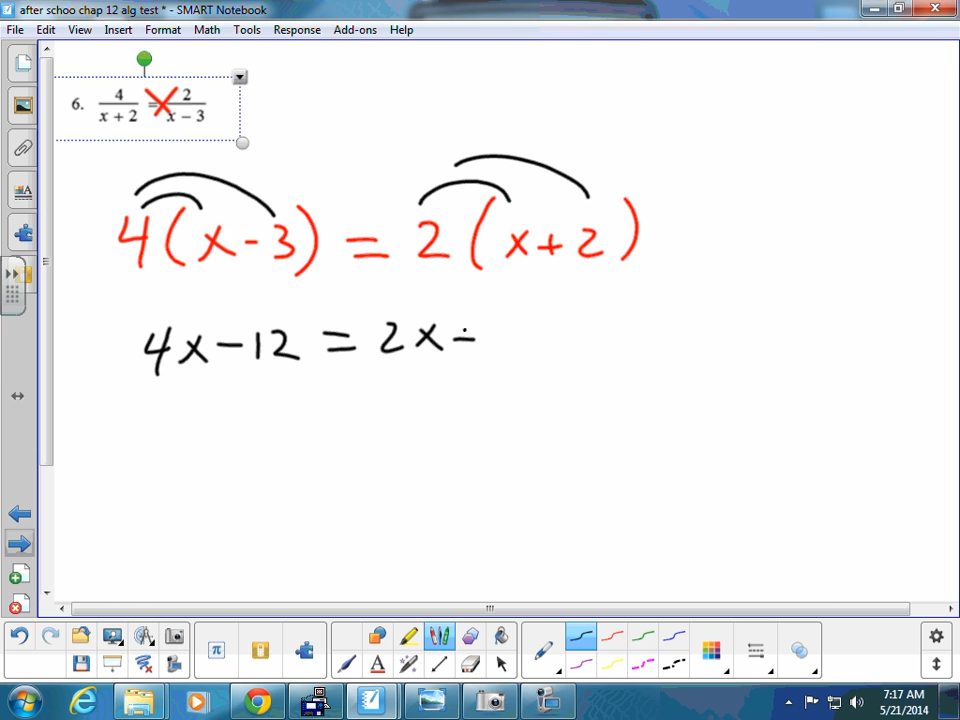 after schoo chap 12 alg test * - SMART Notebook
File Edit View Insert Format Math Tools Response Add-ons Help
6. 4/(x + 2) = 2/(x − 3)
4(x-3) = 2(x+2)
4x-12 = 2x
7:17 AM
5/21/2014